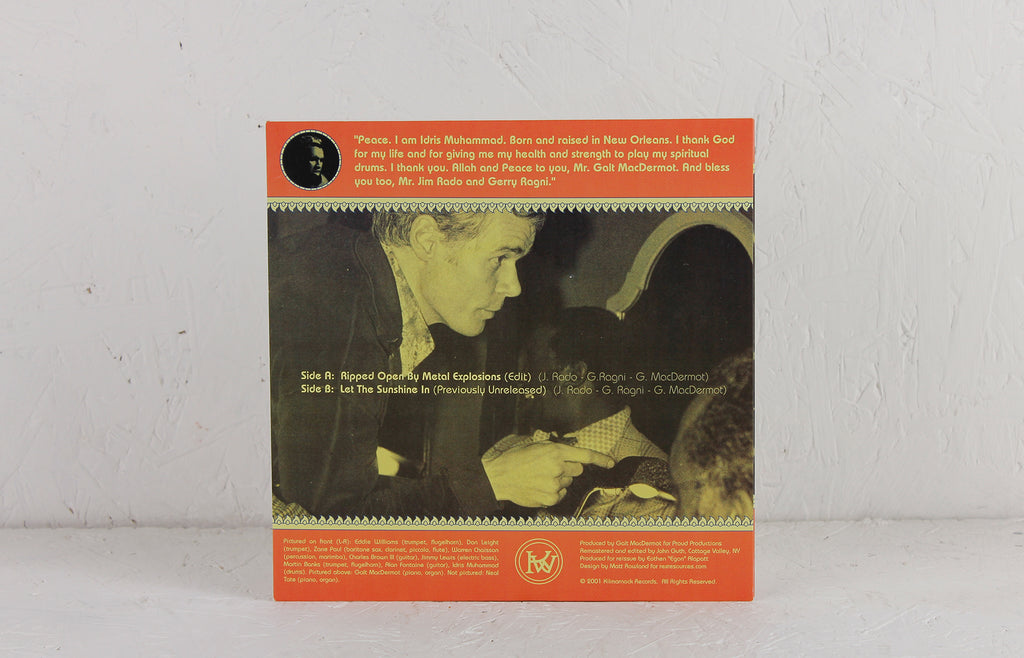 "Peace. I am Idris Muhammad. Born and raised in New Orleans. I thank God
for my life and for giving me my health and strength to play my spiritual
drums. I thank you. Allah and Peace to you, Mr. Galt MacDermot. And bless
you too, Mr. Jim Rado and Gerry Ragni."
Side A: Ripped Open By Metal Explosions (Edit) (J. Rado - G.Ragni - G. MacDermot)
Side B: Let The Sunshine In (Previously Unreleased) (J. Rado - G. Ragni - G. MacDermot)
Pictured on front (L-R): Eddie Williams (trumpet, flugelhorn), Don Leight
(trumpet), Zane Paul (baritone sax, clarinet, piccolo, flute), Warren Chaisson
(percussion, marimba), Charles Brown III (guitar), Jimmy Lewis (electric bass),
Martin Banks (trumpet, flugelhorn), Alan Fontaine (guitar), Idris Muhammad
(drums). Pictured above: Galt MacDermot (piano, organ). Not pictured: Neal
Tate (piano, organ).
KW
Produced by Galt MacDermot for Proud Productions
Remastered and edited by John Guth, Cottage Valley, NV
Produced for reissue by Eothen "Egon" Alapatt
Design by Matt Rowland for
© 2001 Kilmarnock Records. All Rights Reserved.